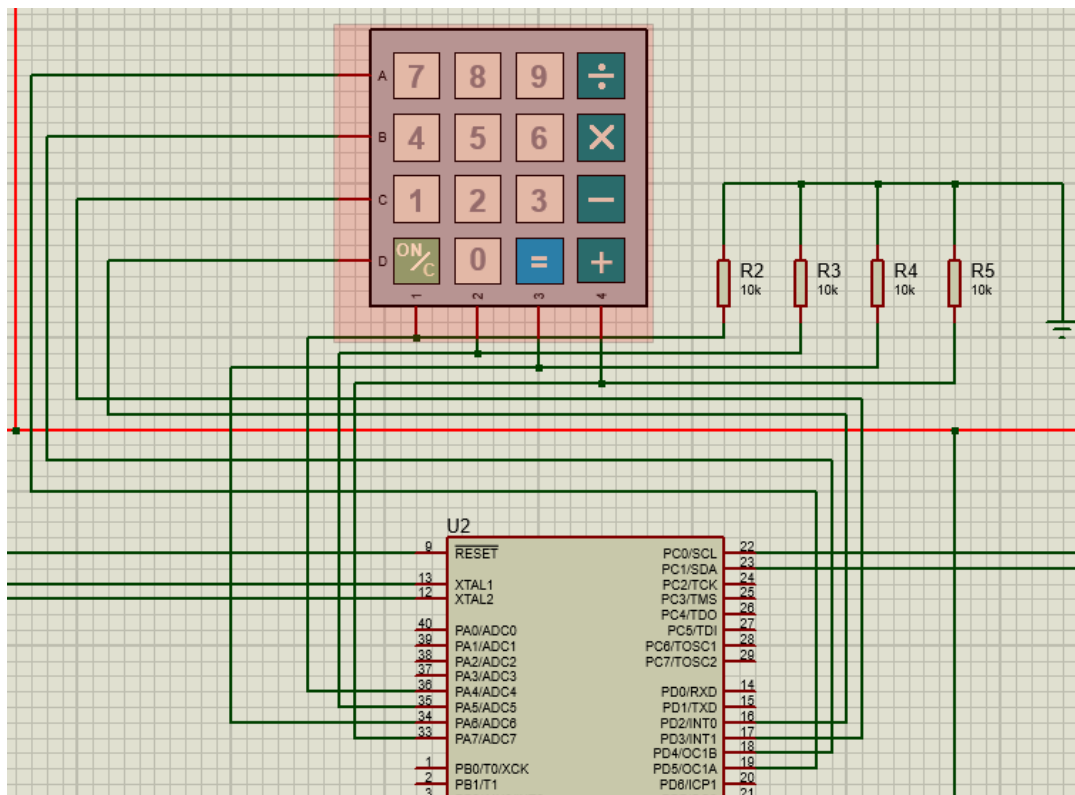 A 7 8 9 ÷
B 4 5 6 ×
C 1 2 3 −
D ON/C 0 = +
1 2 3 4
R2 10k
R3 10k
R4 10k
R5 10k
U2
9 RESET
13 XTAL1
12 XTAL2
40 PA0/ADC0
39 PA1/ADC1
38 PA2/ADC2
37 PA3/ADC3
36 PA4/ADC4
35 PA5/ADC5
34 PA6/ADC6
33 PA7/ADC7
1 PB0/T0/XCK
2 PB1/T1
3
PC0/SCL 22
PC1/SDA 23
PC2/TCK 24
PC3/TMS 25
PC4/TDO 26
PC5/TDI 27
PC6/TOSC1 28
PC7/TOSC2 29
PD0/RXD 14
PD1/TXD 15
PD2/INT0 16
PD3/INT1 17
PD4/OC1B 18
PD5/OC1A 19
PD6/ICP1 20
21